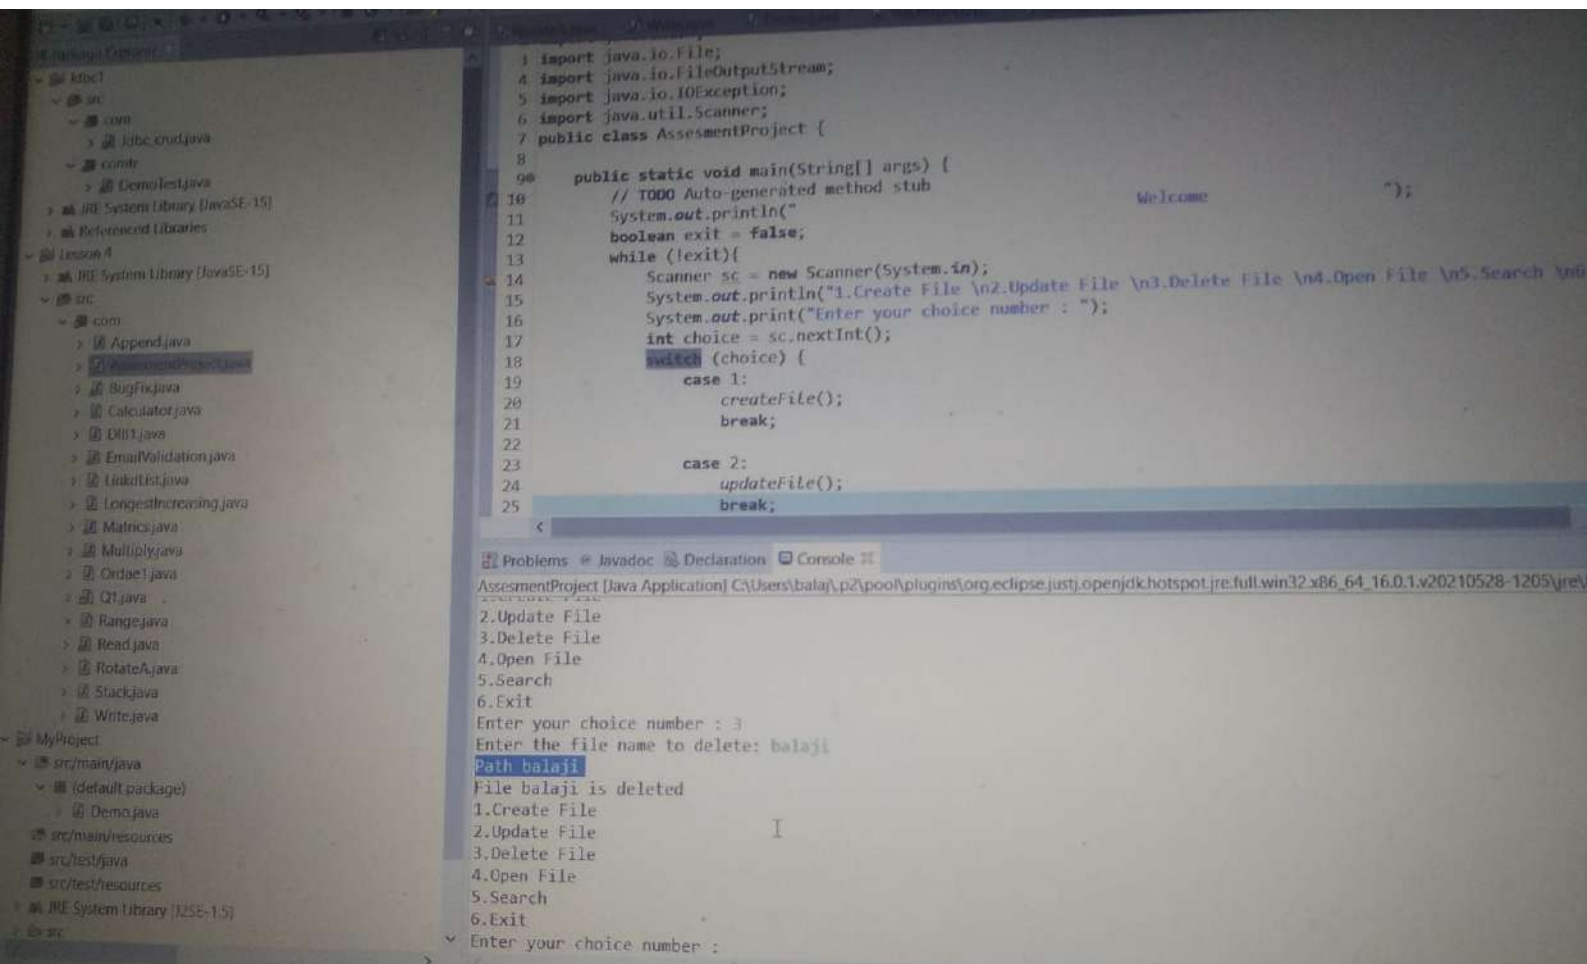 Package Explorer
Jdbc1
src
com
Jdbc_crud.java
comtr
DemoTest.java
JRE System Library [JavaSE-15]
Referenced Libraries
Lesson 4
JRE System Library [JavaSE-15]
src
com
Append.java
AssesmentProject.java
BugFix.java
Calculator.java
EmailValidation.java
LinkdList.java
LongestIncreasing.java
Matrics.java
Multiply.java
Ordae1.java
Q1.java
Range.java
Read.java
RotateA.java
Stack.java
Write.java
MyProject
src/main/java
(default package)
Demo.java
src/main/resources
src/test/java
src/test/resources
JRE System Library [J2SE-1.5]
src
3 import java.io.File;
4 import java.io.FileOutputStream;
5 import java.io.IOException;
6 import java.util.Scanner;
7 public class AssesmentProject {
8
9 public static void main(String[] args) {
10 // TODO Auto-generated method stub
11 System.out.println(" Welcome ");
12 boolean exit = false;
13 while (!exit){
14 Scanner sc = new Scanner(System.in);
15 System.out.println("1.Create File \n2.Update File \n3.Delete File \n4.Open File \n5.Search \n6
16 System.out.print("Enter your choice number : ");
17 int choice = sc.nextInt();
18 switch (choice) {
19 case 1:
20 createFile();
21 break;
22
23 case 2:
24 updateFile();
25 break;
Problems Javadoc Declaration Console
AssesmentProject [Java Application] C:\Users\balaj\.p2\pool\plugins\org.eclipse.justj.openjdk.hotspot.jre.full.win32.x86_64_16.0.1.v20210528-1205\jre\
1.Create File
2.Update File
3.Delete File
4.Open File
5.Search
6.Exit
Enter your choice number : 3
Enter the file name to delete: balaji
Path balaji
File balaji is deleted
1.Create File
2.Update File
3.Delete File
4.Open File
5.Search
6.Exit
Enter your choice number :